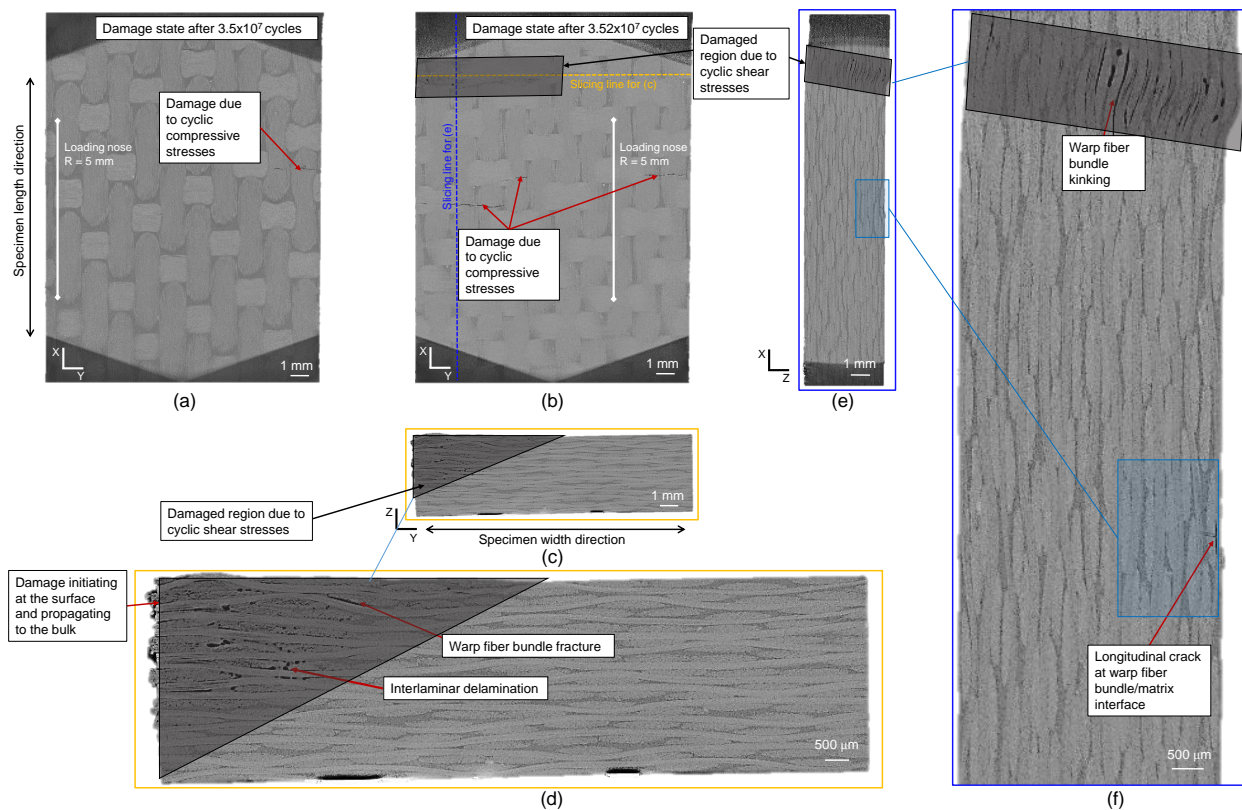 Damage state after 3.5x10⁷ cycles
Damage due
to cyclic
compressive
stresses
Loading nose
R = 5 mm
Specimen length direction
X
Y
1 mm
(a)
Damage state after 3.52x10⁷ cycles
Slicing line for (c)
Slicing line for (e)
Loading nose
R = 5 mm
Damage due
to cyclic
compressive
stresses
X
Y
1 mm
(b)
Damaged
region due to
cyclic shear
stresses
X
Z
1 mm
(e)
Warp fiber
bundle
kinking
Longitudinal crack
at warp fiber
bundle/matrix
interface
500 μm
(f)
Damaged region due to
cyclic shear stresses
Z
Y
1 mm
Specimen width direction
(c)
Damage initiating
at the surface
and propagating
to the bulk
Warp fiber bundle fracture
Interlaminar delamination
500 μm
(d)